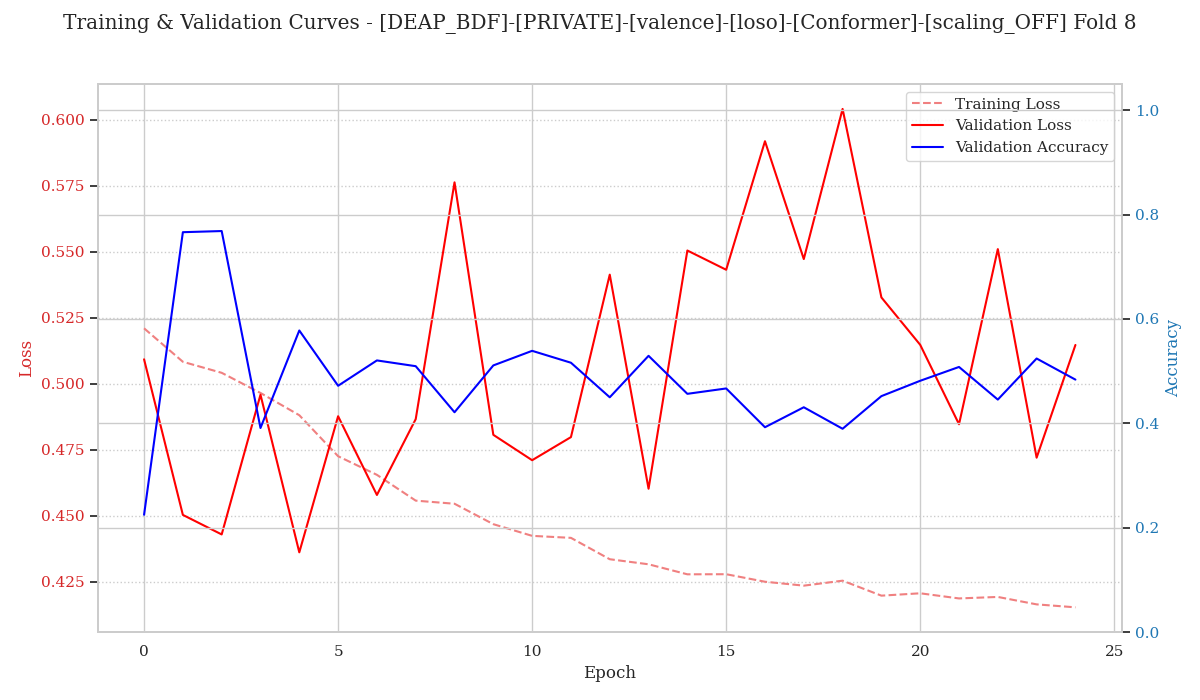 Training & Validation Curves - [DEAP_BDF]-[PRIVATE]-[valence]-[loso]-[Conformer]-[scaling_OFF] Fold 8
Training Loss
Validation Loss
Validation Accuracy
0.600
0.575
0.550
0.525
0.500
0.475
0.450
0.425
Loss
1.0
0.8
0.6
0.4
0.2
0.0
Accuracy
0
5
10
15
20
25
Epoch